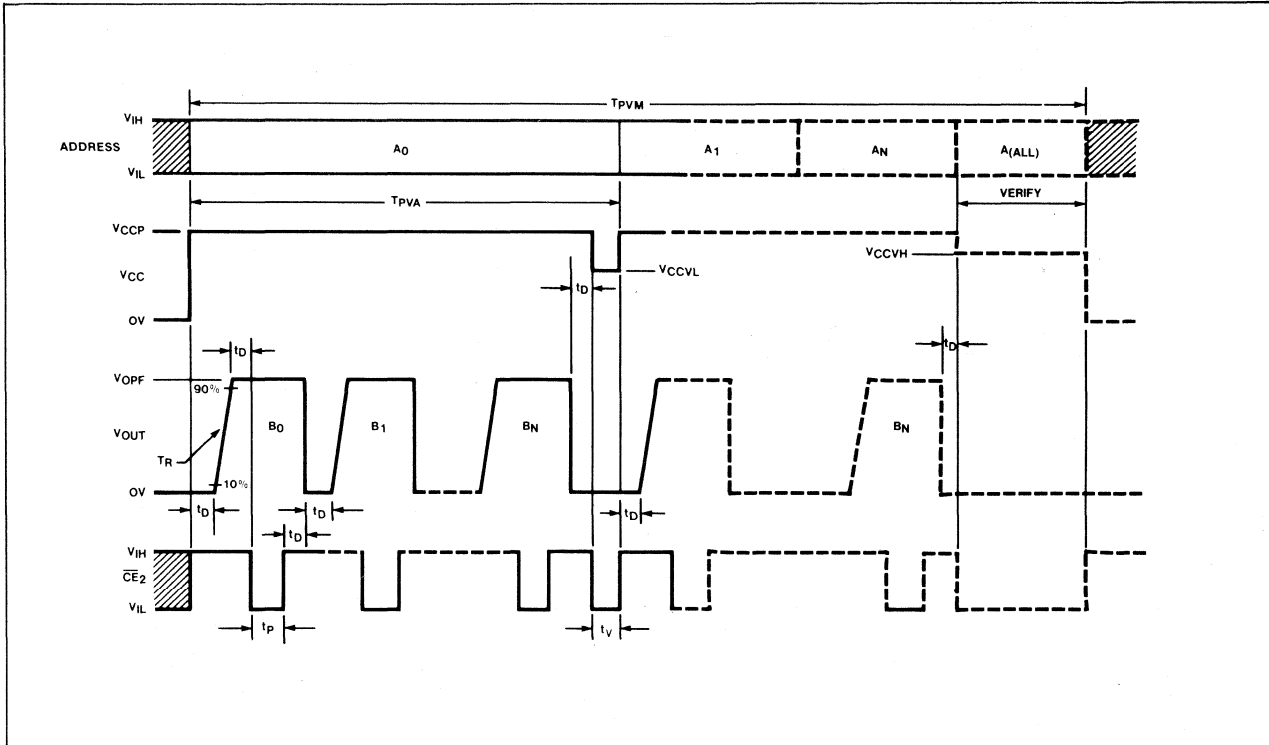 TPVM
VIH
ADDRESS
A0
A1
AN
A(ALL)
VIL
TPVA
VERIFY
VCCP
VCCVH
VCCVL
VCC
tD
OV
tD
tD
VOPF
90%
B0
B1
BN
BN
VOUT
TR
10%
OV
tD
tD
tD
tD
VIH
CE2
VIL
tP
tV